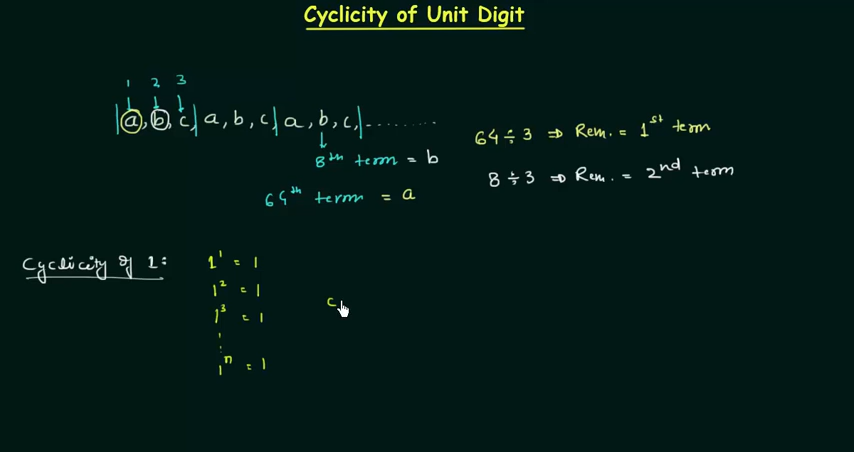 Cyclicity of Unit Digit
1 2 3
|a, b, c,| a, b, c,| a, b, c,|..........
64 ÷ 3 ⇒ Rem. = 1st term
8th term = b
8 ÷ 3 ⇒ Rem. = 2nd term
64th term = a
Cyclicity of 1: 1¹ = 1
1² = 1
1³ = 1
1ⁿ = 1
c